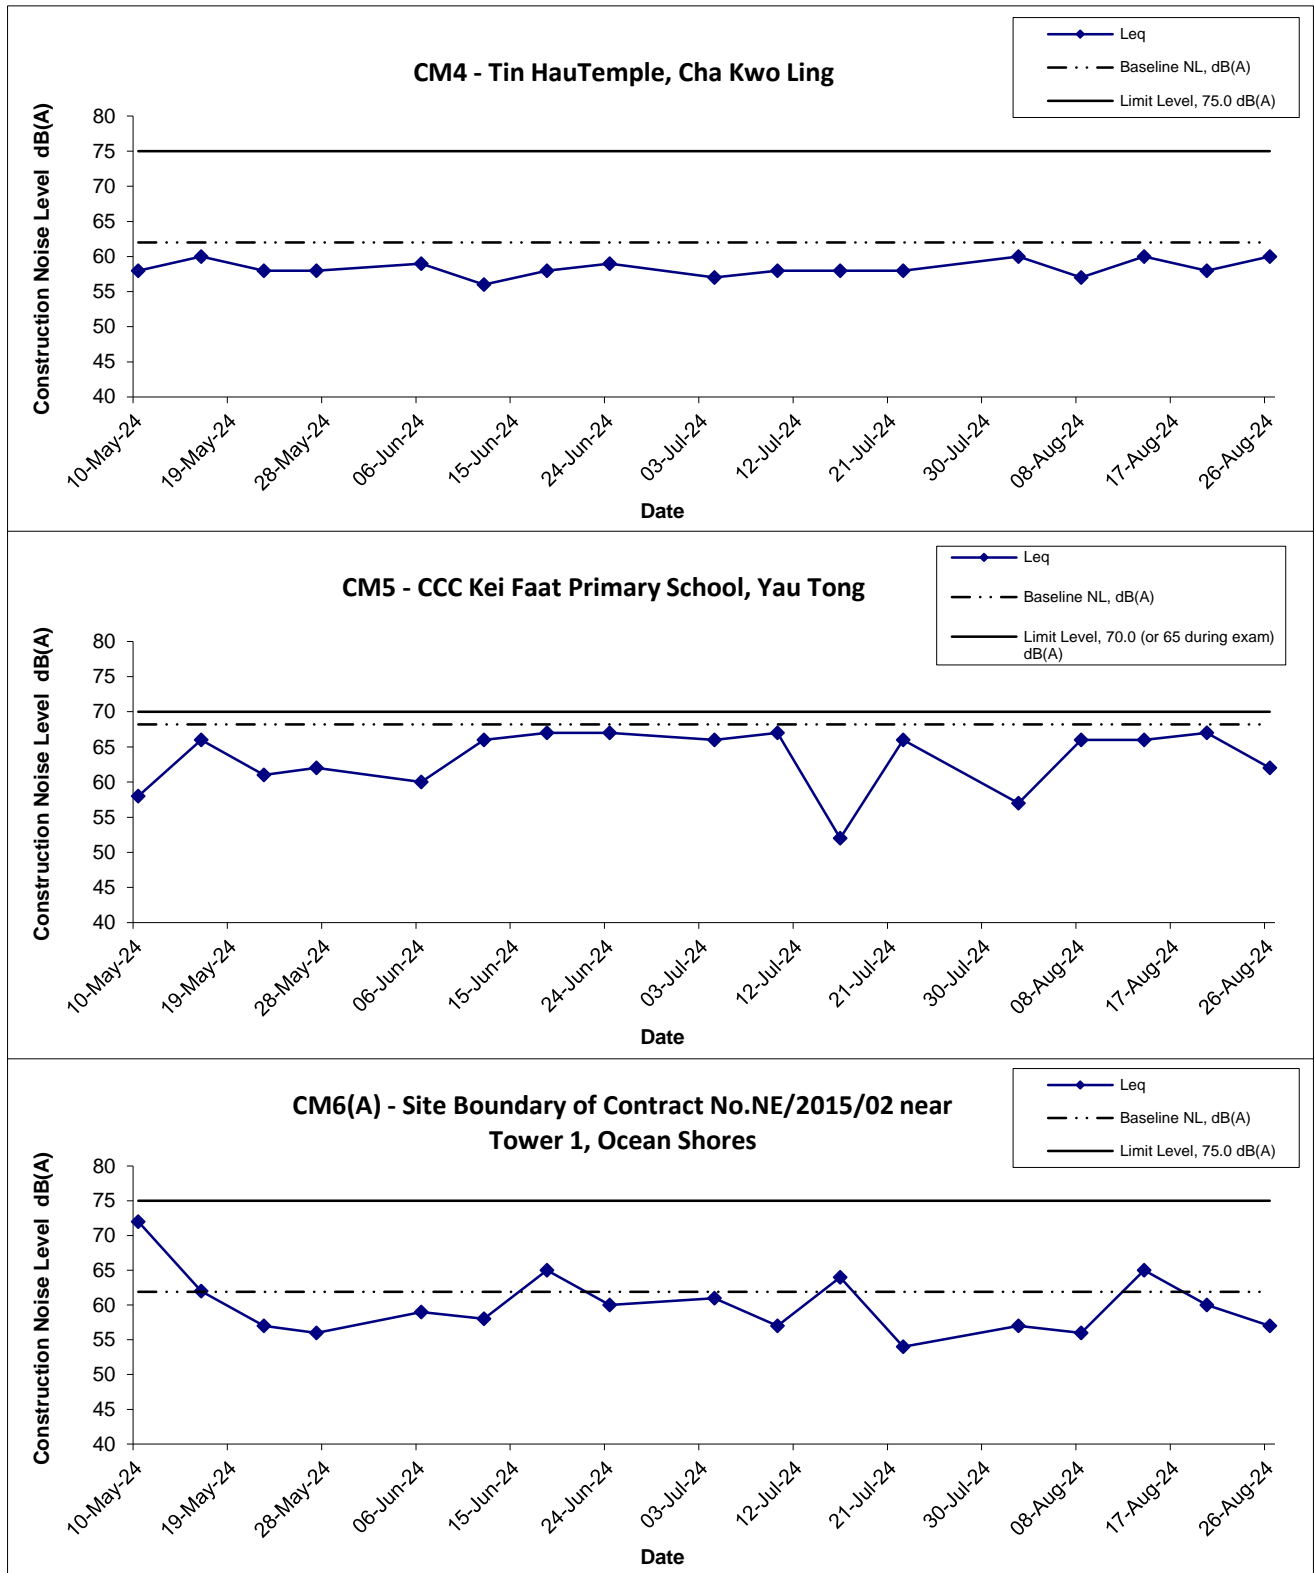 CM4 - Tin HauTemple, Cha Kwo Ling
Leq
Baseline NL, dB(A)
Limit Level, 75.0 dB(A)
Construction Noise Level dB(A)
80
75
70
65
60
55
50
45
40
10-May-24
19-May-24
28-May-24
06-Jun-24
15-Jun-24
24-Jun-24
03-Jul-24
12-Jul-24
21-Jul-24
30-Jul-24
08-Aug-24
17-Aug-24
26-Aug-24
Date
CM5 - CCC Kei Faat Primary School, Yau Tong
Leq
Baseline NL, dB(A)
Limit Level, 70.0 (or 65 during exam)
dB(A)
Construction Noise Level dB(A)
80
75
70
65
60
55
50
45
40
10-May-24
19-May-24
28-May-24
06-Jun-24
15-Jun-24
24-Jun-24
03-Jul-24
12-Jul-24
21-Jul-24
30-Jul-24
08-Aug-24
17-Aug-24
26-Aug-24
Date
CM6(A) - Site Boundary of Contract No.NE/2015/02 near
Tower 1, Ocean Shores
Leq
Baseline NL, dB(A)
Limit Level, 75.0 dB(A)
Construction Noise Level dB(A)
80
75
70
65
60
55
50
45
40
10-May-24
19-May-24
28-May-24
06-Jun-24
15-Jun-24
24-Jun-24
03-Jul-24
12-Jul-24
21-Jul-24
30-Jul-24
08-Aug-24
17-Aug-24
26-Aug-24
Date